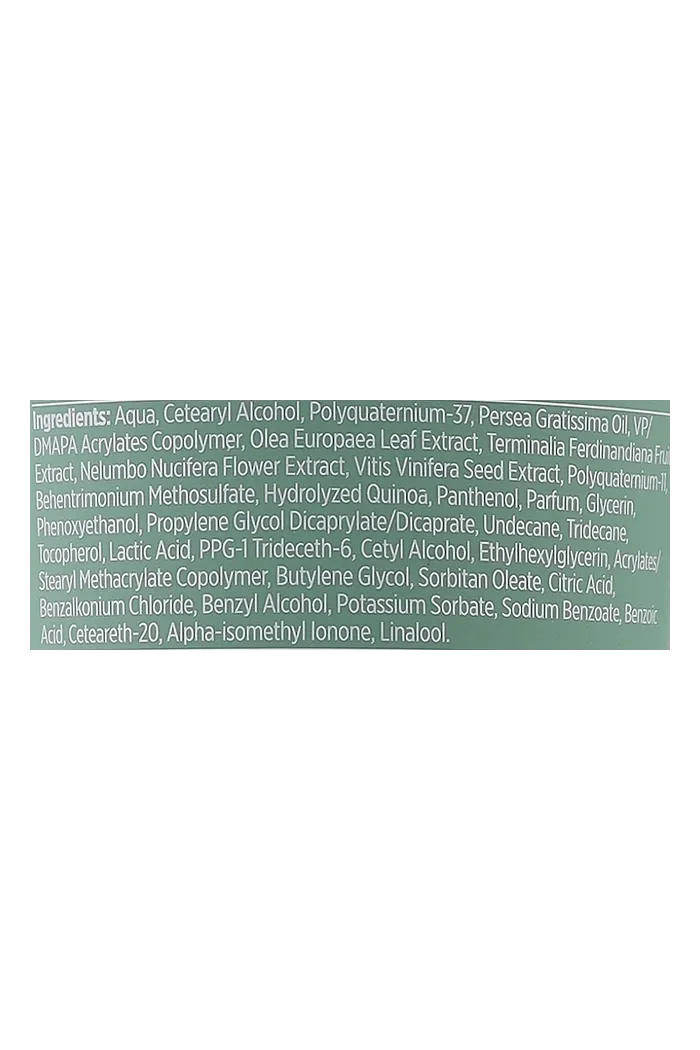 Ingredients: Aqua, Cetearyl Alcohol, Polyquaternium-37, Persea Gratissima Oil, VP/
DMAPA Acrylates Copolymer, Olea Europaea Leaf Extract, Terminalia Ferdinandiana Frui
Extract, Nelumbo Nucifera Flower Extract, Vitis Vinifera Seed Extract, Polyquaternium-11,
Behentrimonium Methosulfate, Hydrolyzed Quinoa, Panthenol, Parfum, Glycerin,
Phenoxyethanol, Propylene Glycol Dicaprylate/Dicaprate, Undecane, Tridecane,
Tocopherol, Lactic Acid, PPG-1 Trideceth-6, Cetyl Alcohol, Ethylhexylglycerin, Acrylates/
Stearyl Methacrylate Copolymer, Butylene Glycol, Sorbitan Oleate, Citric Acid,
Benzalkonium Chloride, Benzyl Alcohol, Potassium Sorbate, Sodium Benzoate, Benzoic
Acid, Ceteareth-20, Alpha-isomethyl Ionone, Linalool.